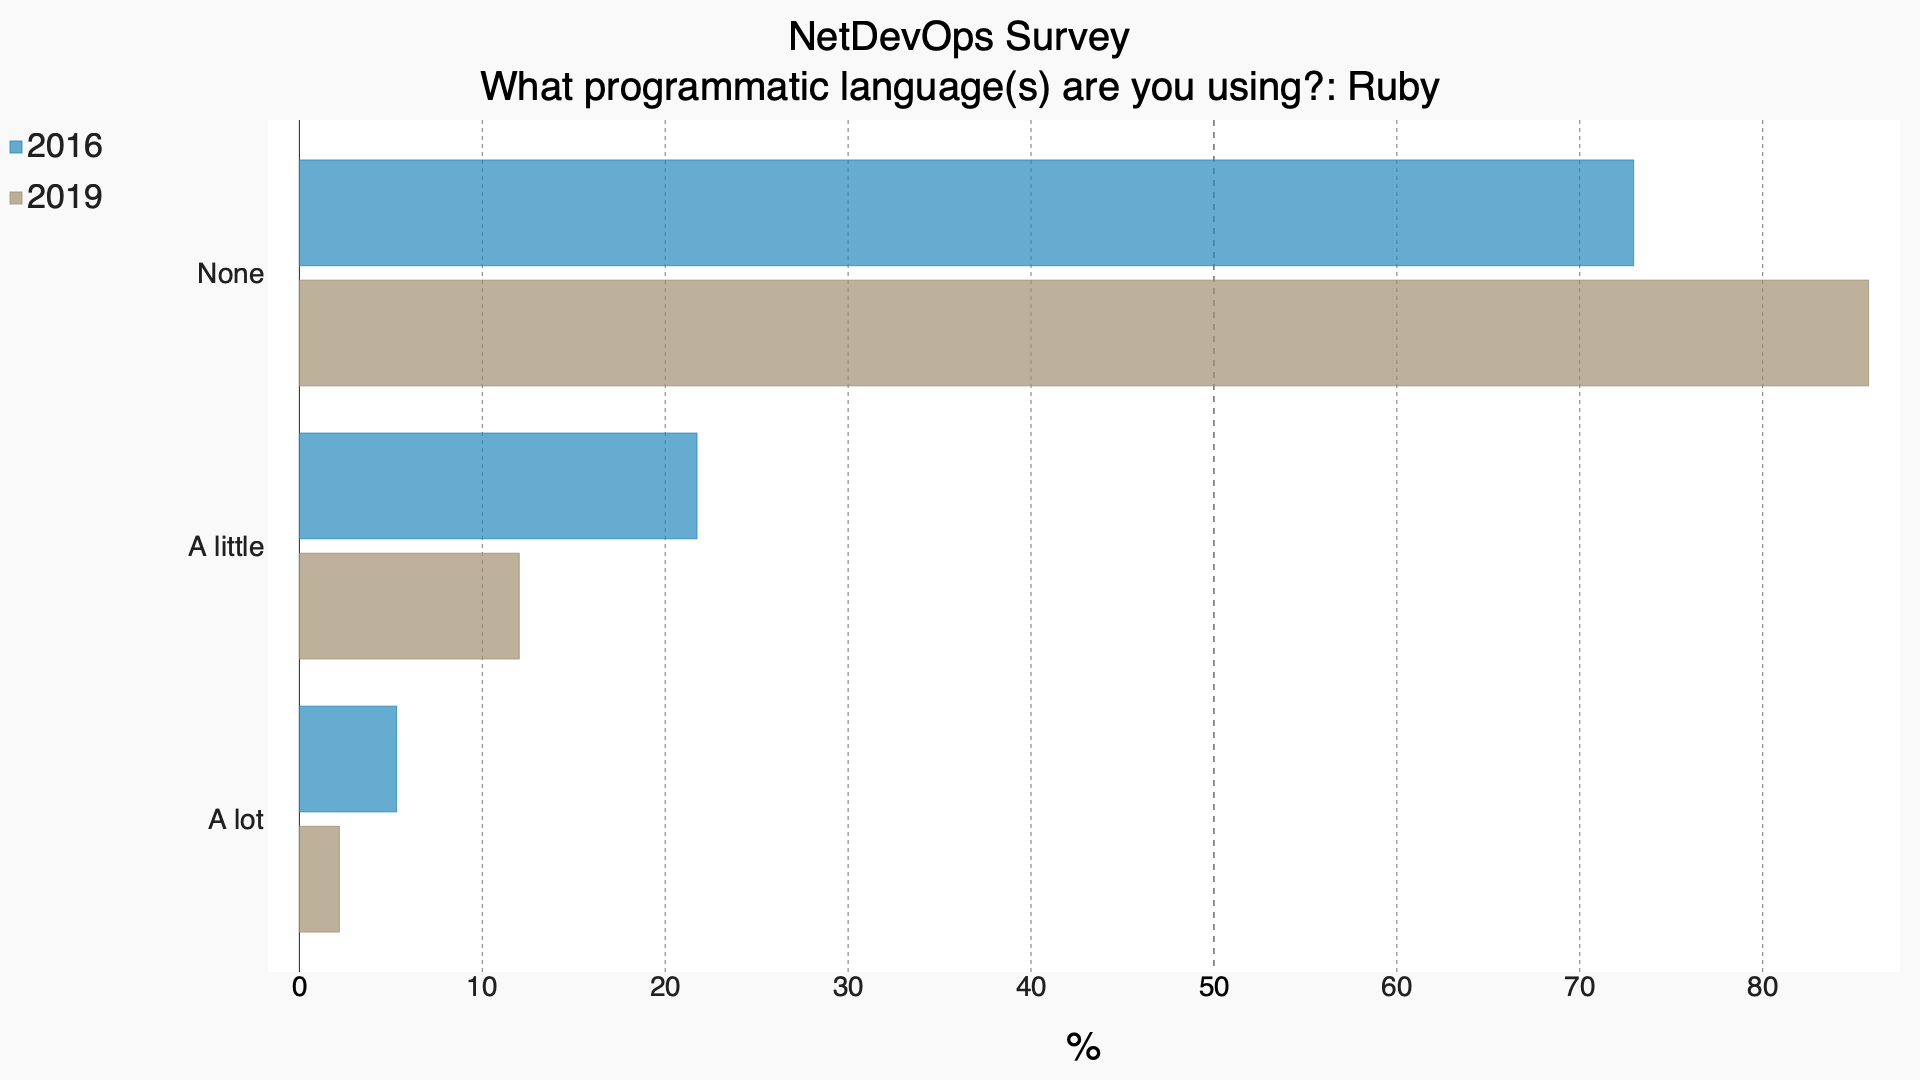 NetDevOps Survey
What programmatic language(s) are you using?: Ruby
2016
2019
None
A little
A lot
0 10 20 30 40 50 60 70 80
%